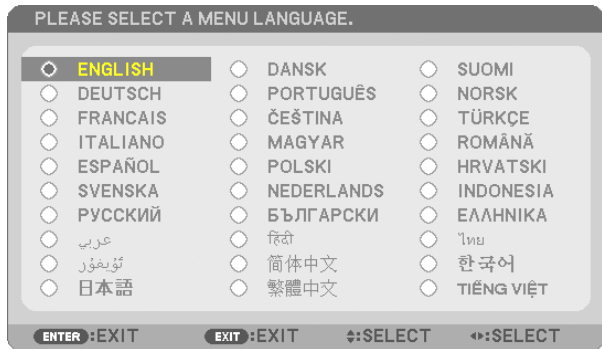 PLEASE SELECT A MENU LANGUAGE.
ENGLISH DANSK SUOMI
DEUTSCH PORTUGUÊS NORSK
FRANCAIS ČEŠTINA TÜRKÇE
ITALIANO MAGYAR ROMÂNĂ
ESPAÑOL POLSKI HRVATSKI
SVENSKA NEDERLANDS INDONESIA
РУССКИЙ БЪЛГАРСКИ ΕΛΛΗΝΙΚΑ
عربي हिंदी ไทย
ئۇيغۇر 简体中文 한국어
日本語 繁體中文 TIẾNG VIỆT
ENTER :EXIT EXIT :EXIT :SELECT :SELECT